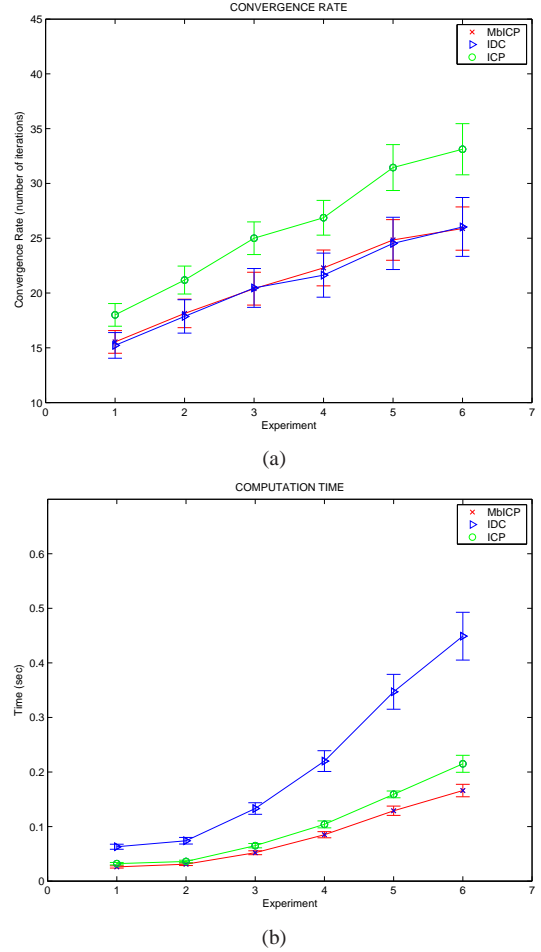 CONVERGENCE RATE
45
40
35
30
25
20
15
10
Convergence Rate (number of iterations)
MbICP
IDC
ICP
0 1 2 3 4 5 6 7
Experiment
(a)
COMPUTATION TIME
0.6
0.5
0.4
0.3
0.2
0.1
0
Time (sec)
MbICP
IDC
ICP
0 1 2 3 4 5 6 7
Experiment
(b)